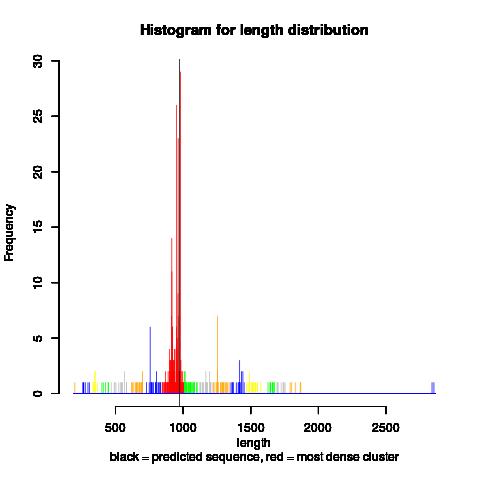 Histogram for length distribution
30
25
20
15
10
5
0
Frequency
500 1000 1500 2000 2500
length
black = predicted sequence, red = most dense cluster